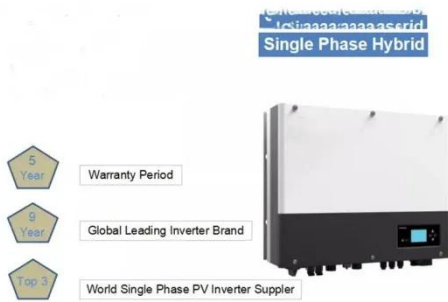 Single Phase Hybrid
5
Year
Warranty Period
9
Year
Global Leading Inverter Brand
Top 3
World Single Phase PV Inverter Suppler